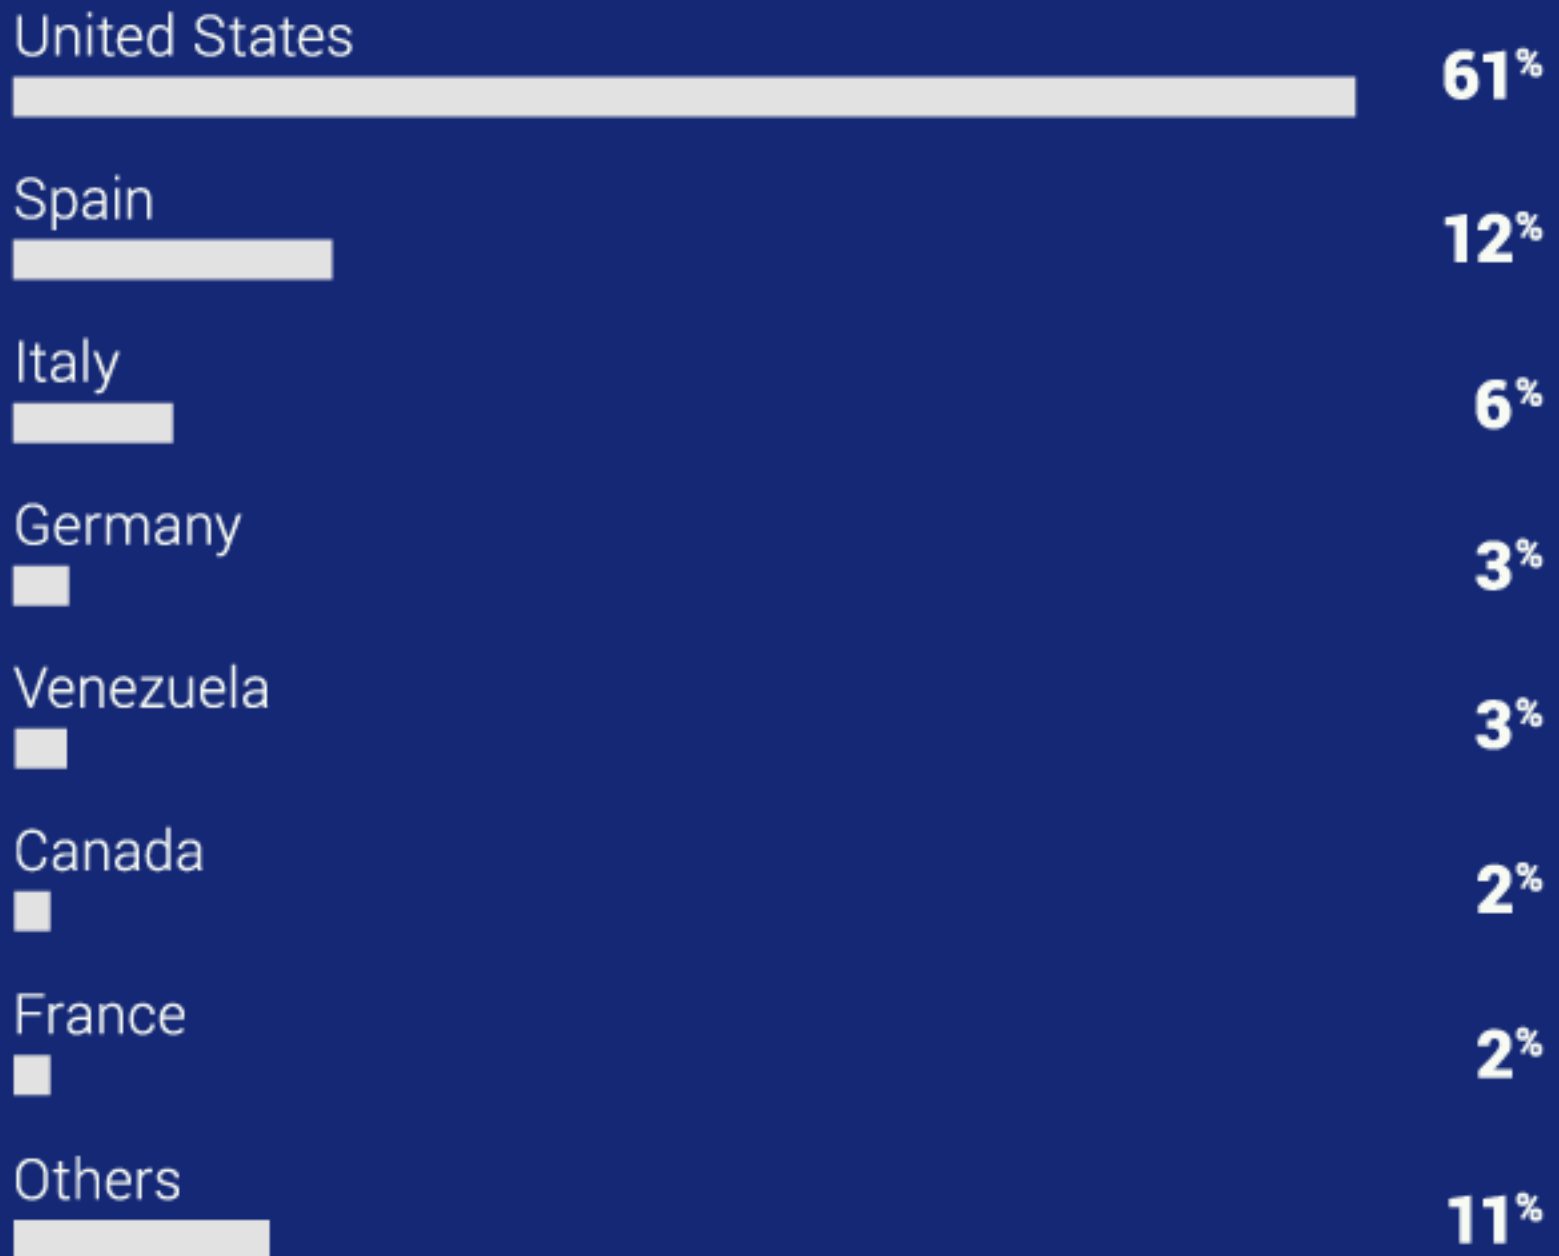 United States
61%
Spain
12%
Italy
6%
Germany
3%
Venezuela
3%
Canada
2%
France
2%
Others
11%